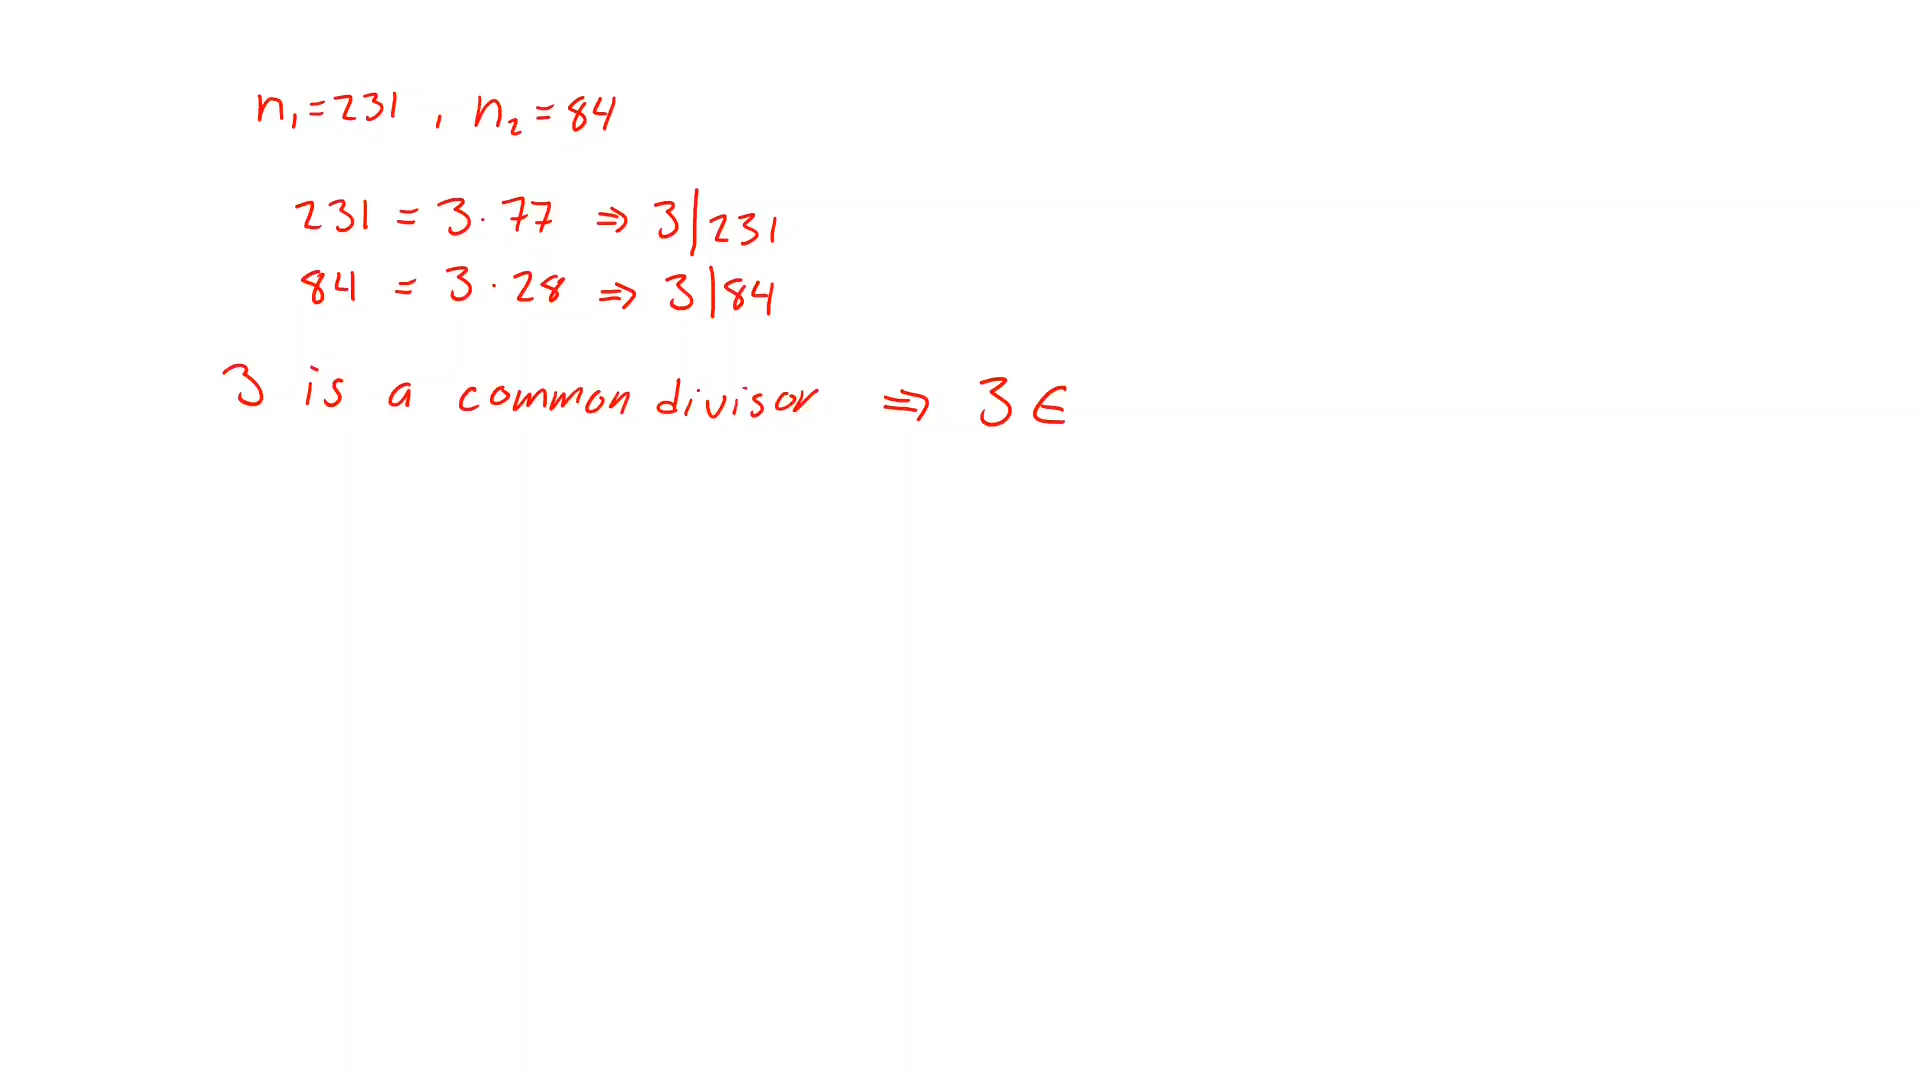 n₁ = 231 , n₂ = 84
231 = 3 · 77 ⇒ 3 | 231
84 = 3 · 28 ⇒ 3 | 84
3 is a common divisor ⇒ 3 ∈